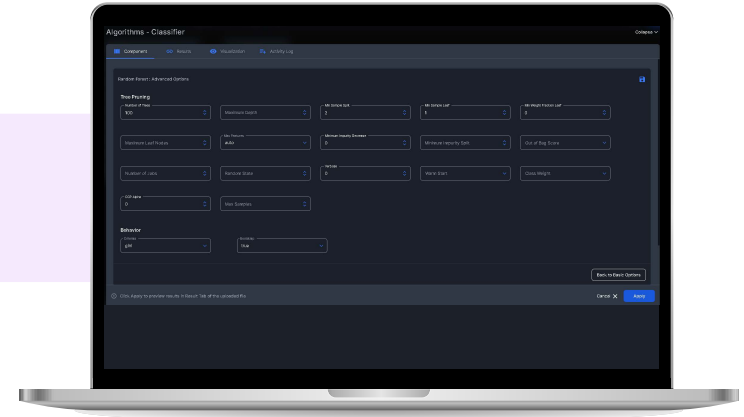 Algorithms - Classifier
Collapse
Component Results Visualization Activity Log
Random Forest: Advanced Options
Tree Pruning
Number of Trees Min Sample Split Min Sample Leaf Min Weight Fraction Leaf
100 Maximum Depth 2 1 0
Max Features Minimum Impurity Decrease
Maximum Leaf Nodes auto 0 Minimum Impurity Split Out of Bag Score
Verbose
Number of Jobs Random State 0 Warm Start Class Weight
CCP Alpha
0 Max Samples
Behavior
Criterion Bootstrap
gini true
Back to Basic Options
Click Apply to preview results in Result Tab of the uploaded file
Cancel Apply